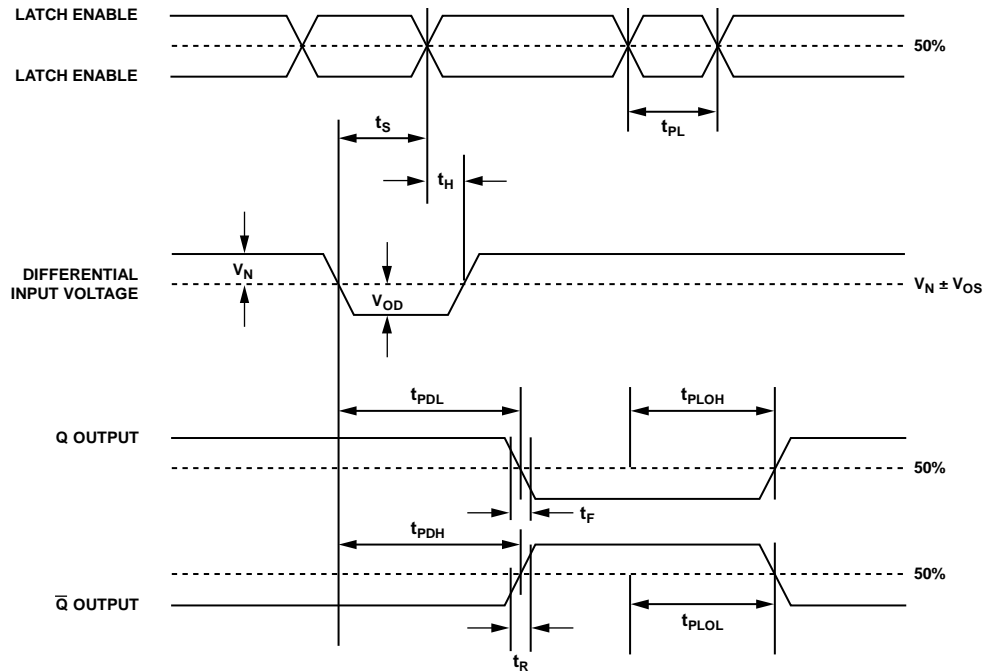 LATCH ENABLE
50%
LATCH ENABLE
tS
tPL
tH
VN
DIFFERENTIAL
INPUT VOLTAGE
VOD
VN ± VOS
tPDL
tPLOH
Q OUTPUT
50%
tF
tPDH
50%
Q̅ OUTPUT
tPLOL
tR